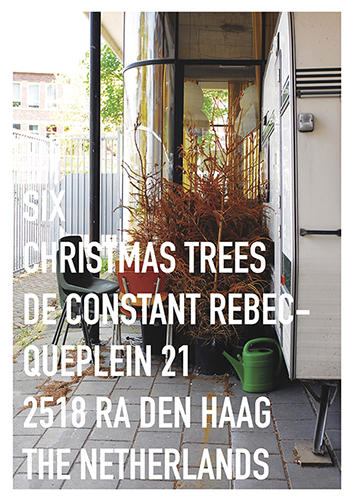 SIX
CHRISTMAS TREES
DE CONSTANT REBEC-
QUEPLEIN 21
2518 RA DEN HAAG
THE NETHERLANDS